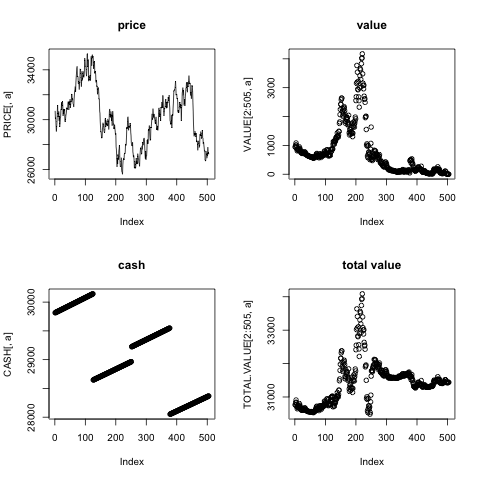 price
PRICE[, a]
26000 30000 34000
0 100 200 300 400 500
Index
value
VALUE[2:505, a]
0 1000 3000
0 100 200 300 400 500
Index
cash
CASH[, a]
28000 29000 30000
0 100 200 300 400 500
Index
total value
TOTAL.VALUE[2:505, a]
31000 33000
0 100 200 300 400 500
Index